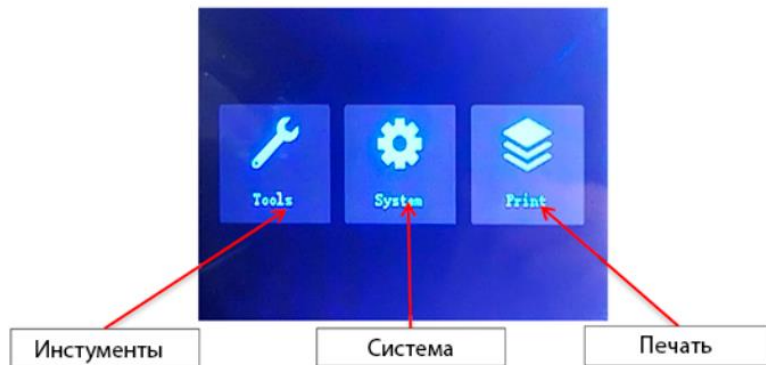 Tools
System
Print
Инстументы
Система
Печать